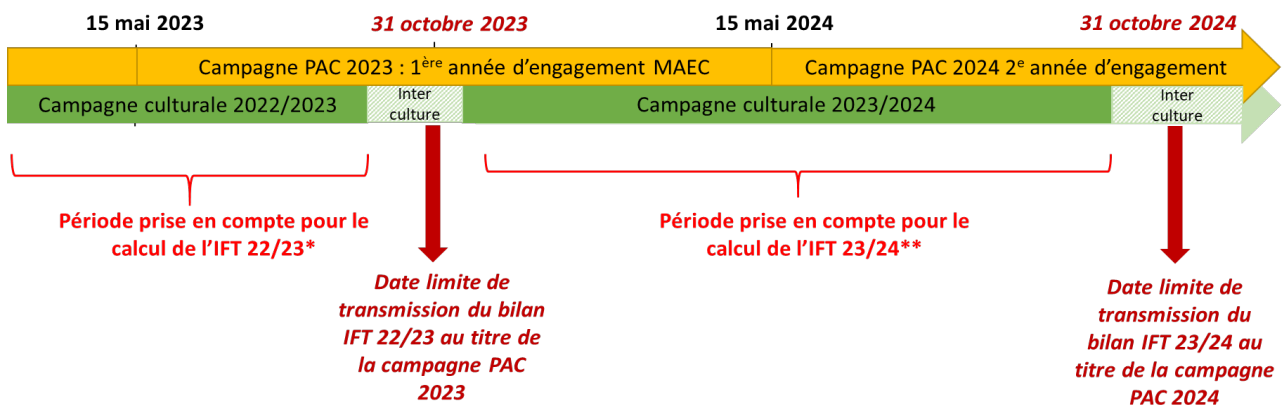 15 mai 2023
31 octobre 2023
15 mai 2024
31 octobre 2024
Campagne PAC 2023 : 1ère année d’engagement MAEC
Campagne PAC 2024 2e année d’engagement
Campagne culturale 2022/2023
Inter
culture
Campagne culturale 2023/2024
Inter
culture
Période prise en compte pour le
calcul de l’IFT 22/23*
Période prise en compte pour le
calcul de l’IFT 23/24**
Date limite de
transmission du bilan
IFT 22/23 au titre de
la campagne PAC
2023
Date limite de
transmission du
bilan IFT 23/24 au
titre de la campagne
PAC 2024